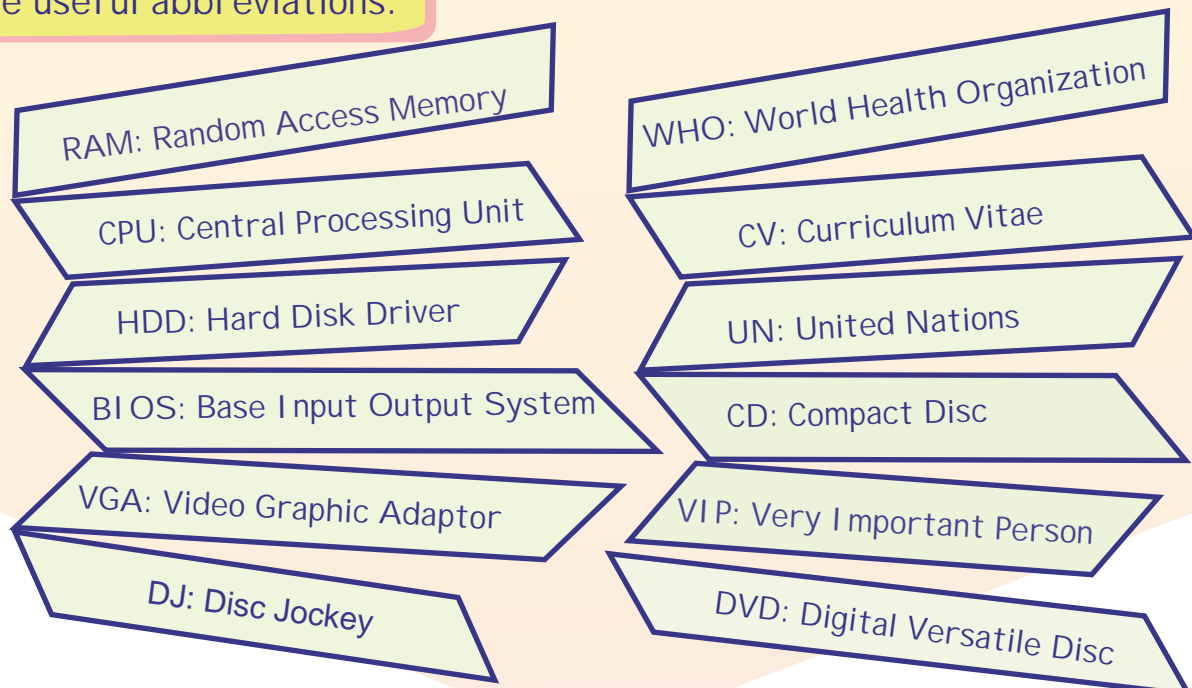 e useful abbreviations.
RAM: Random Access Memory
CPU: Central Processing Unit
HDD: Hard Disk Driver
BIOS: Base Input Output System
VGA: Video Graphic Adaptor
DJ: Disc Jockey
WHO: World Health Organization
CV: Curriculum Vitae
UN: United Nations
CD: Compact Disc
VIP: Very Important Person
DVD: Digital Versatile Disc